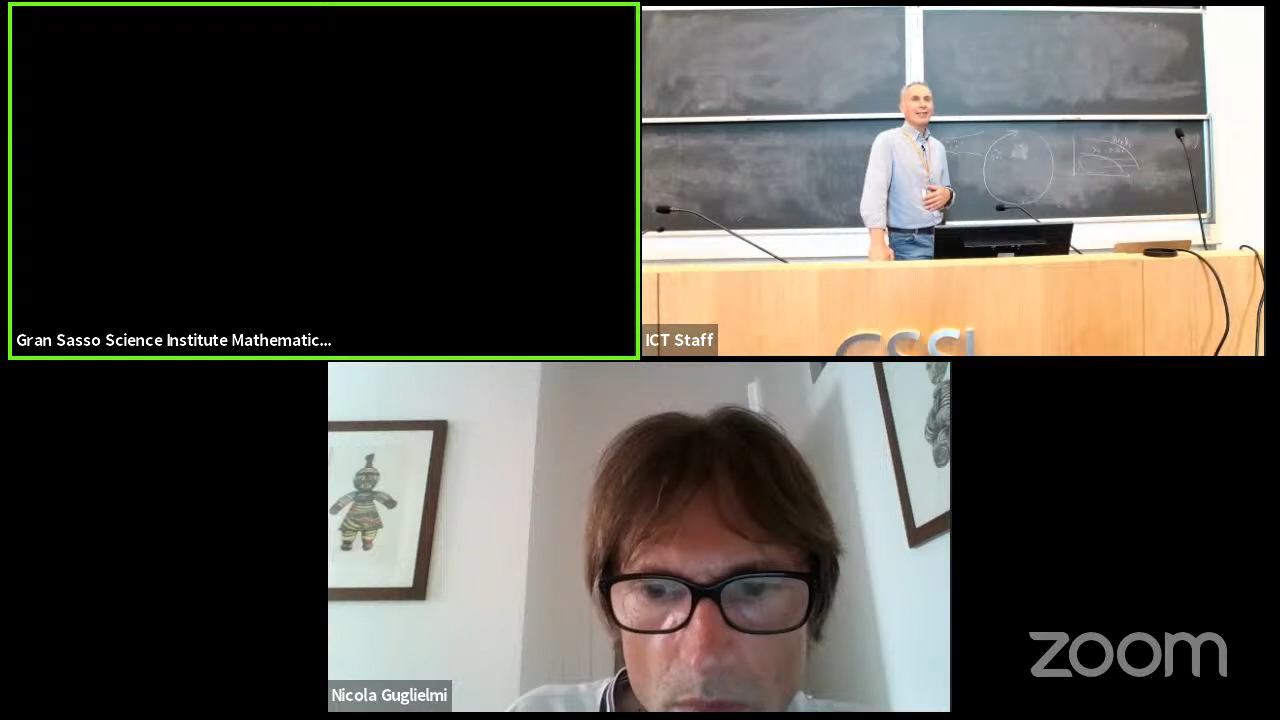 Gran Sasso Science Institute Mathematic...
ICT Staff
GSSI
Nicola Guglielmi
zoom